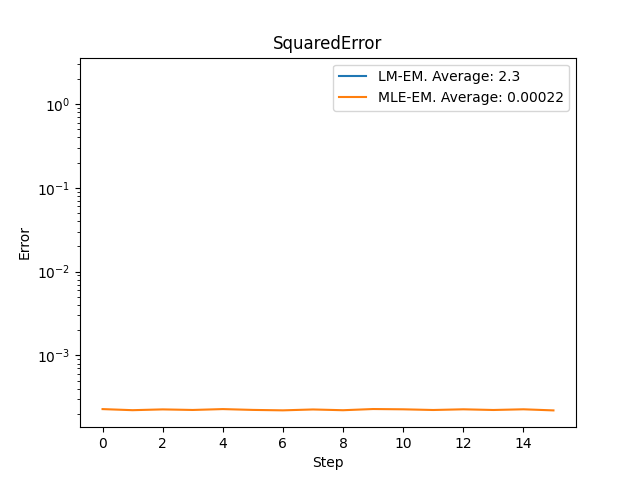 SquaredError
LM-EM. Average: 2.3
MLE-EM. Average: 0.00022
10⁰
10⁻¹
10⁻²
10⁻³
Error
0 2 4 6 8 10 12 14
Step